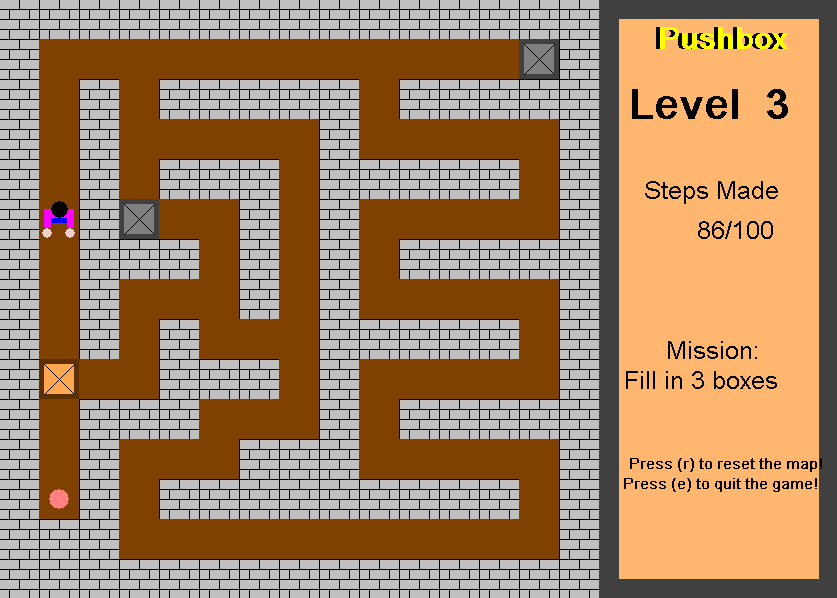 Pushbox
Level 3
Steps Made
86/100
Mission:
Fill in 3 boxes
Press (r) to reset the map!
Press (e) to quit the game!